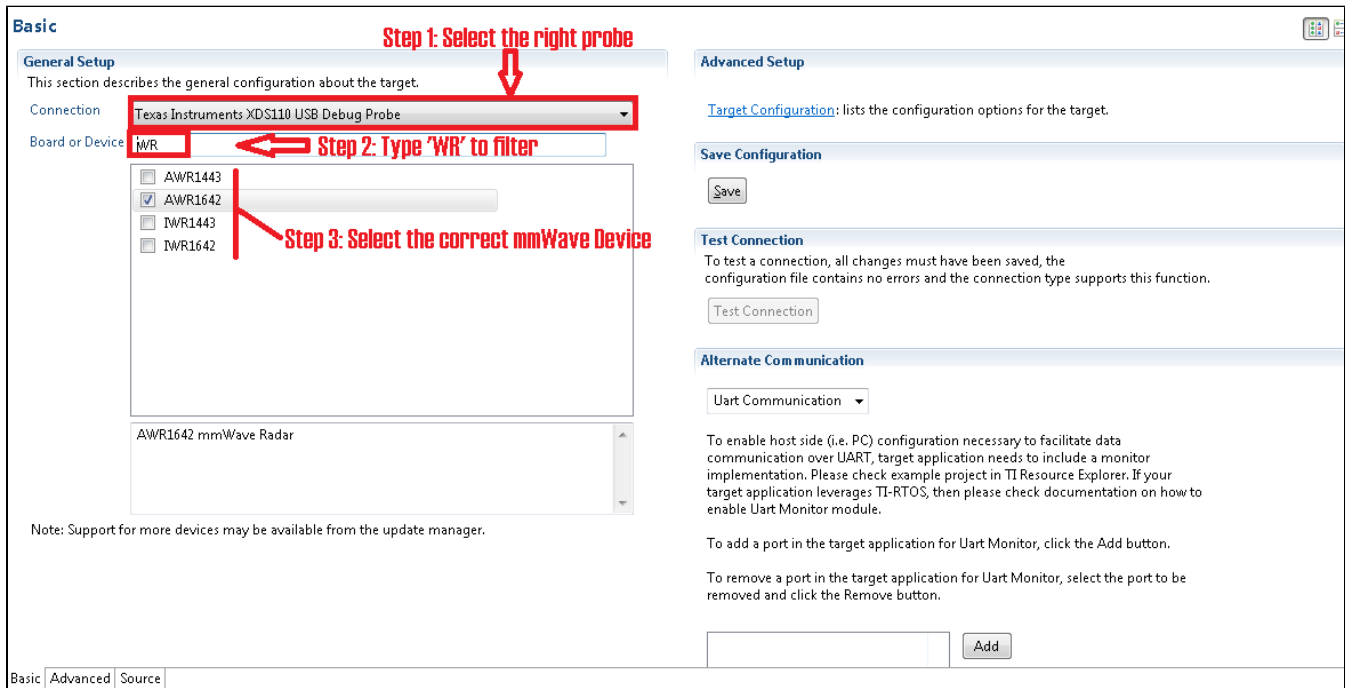 Basic
Step 1: Select the right probe
General Setup
This section describes the general configuration about the target.
Connection
Texas Instruments XDS110 USB Debug Probe
Board or Device
WR
Step 2: Type 'WR' to filter
AWR1443
AWR1642
IWR1443
IWR1642
Step 3: Select the correct mmWave Device
AWR1642 mmWave Radar
Note: Support for more devices may be available from the update manager.
Advanced Setup
Target Configuration: lists the configuration options for the target.
Save Configuration
Save
Test Connection
To test a connection, all changes must have been saved, the
configuration file contains no errors and the connection type supports this function.
Test Connection
Alternate Communication
Uart Communication
To enable host side (i.e. PC) configuration necessary to facilitate data
communication over UART, target application needs to include a monitor
implementation. Please check example project in TI Resource Explorer. If your
target application leverages TI-RTOS, then please check documentation on how to
enable Uart Monitor module.
To add a port in the target application for Uart Monitor, click the Add button.
To remove a port in the target application for Uart Monitor, select the port to be
removed and click the Remove button.
Add
Basic Advanced Source